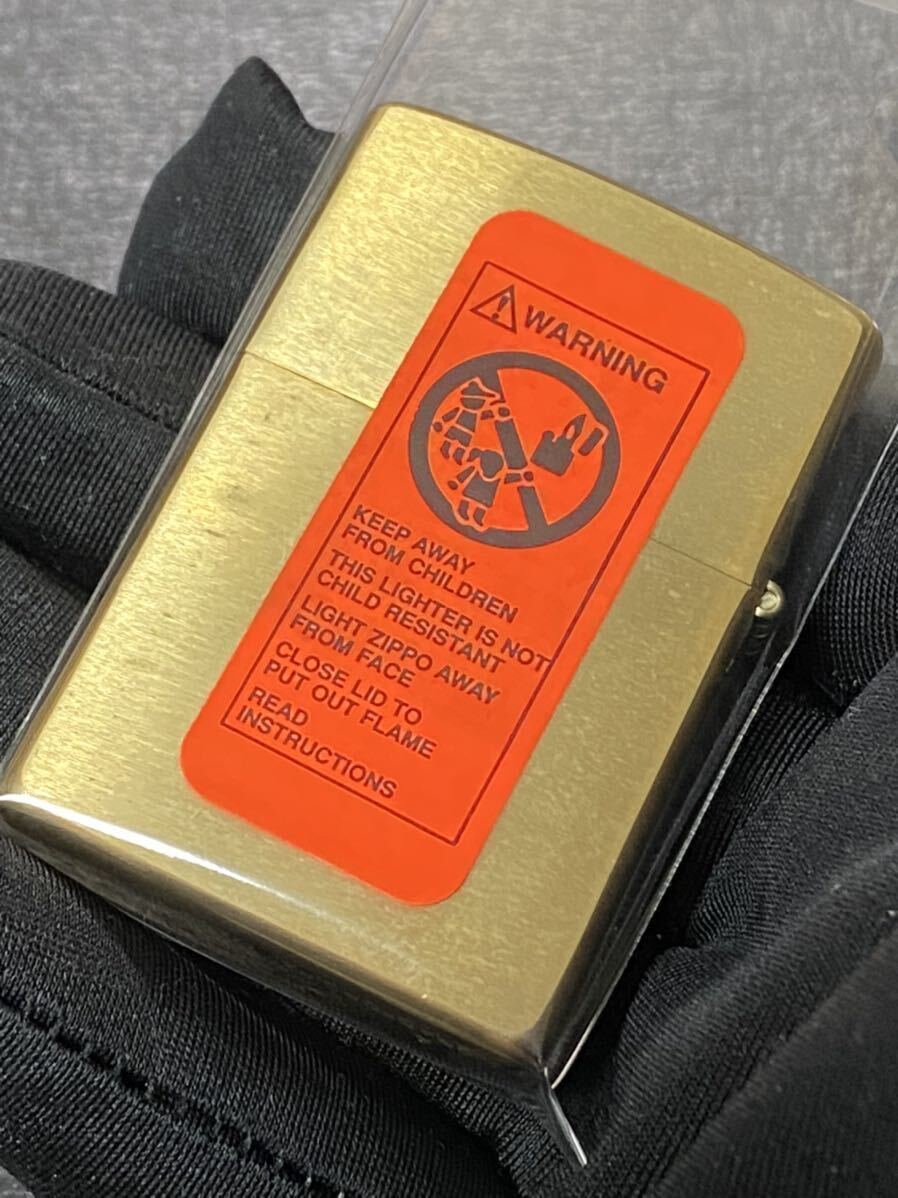 WARNING
KEEP AWAY
FROM CHILDREN
THIS LIGHTER IS NOT
CHILD RESISTANT
LIGHT ZIPPO AWAY
FROM FACE
CLOSE LID TO
PUT OUT FLAME
READ
INSTRUCTIONS